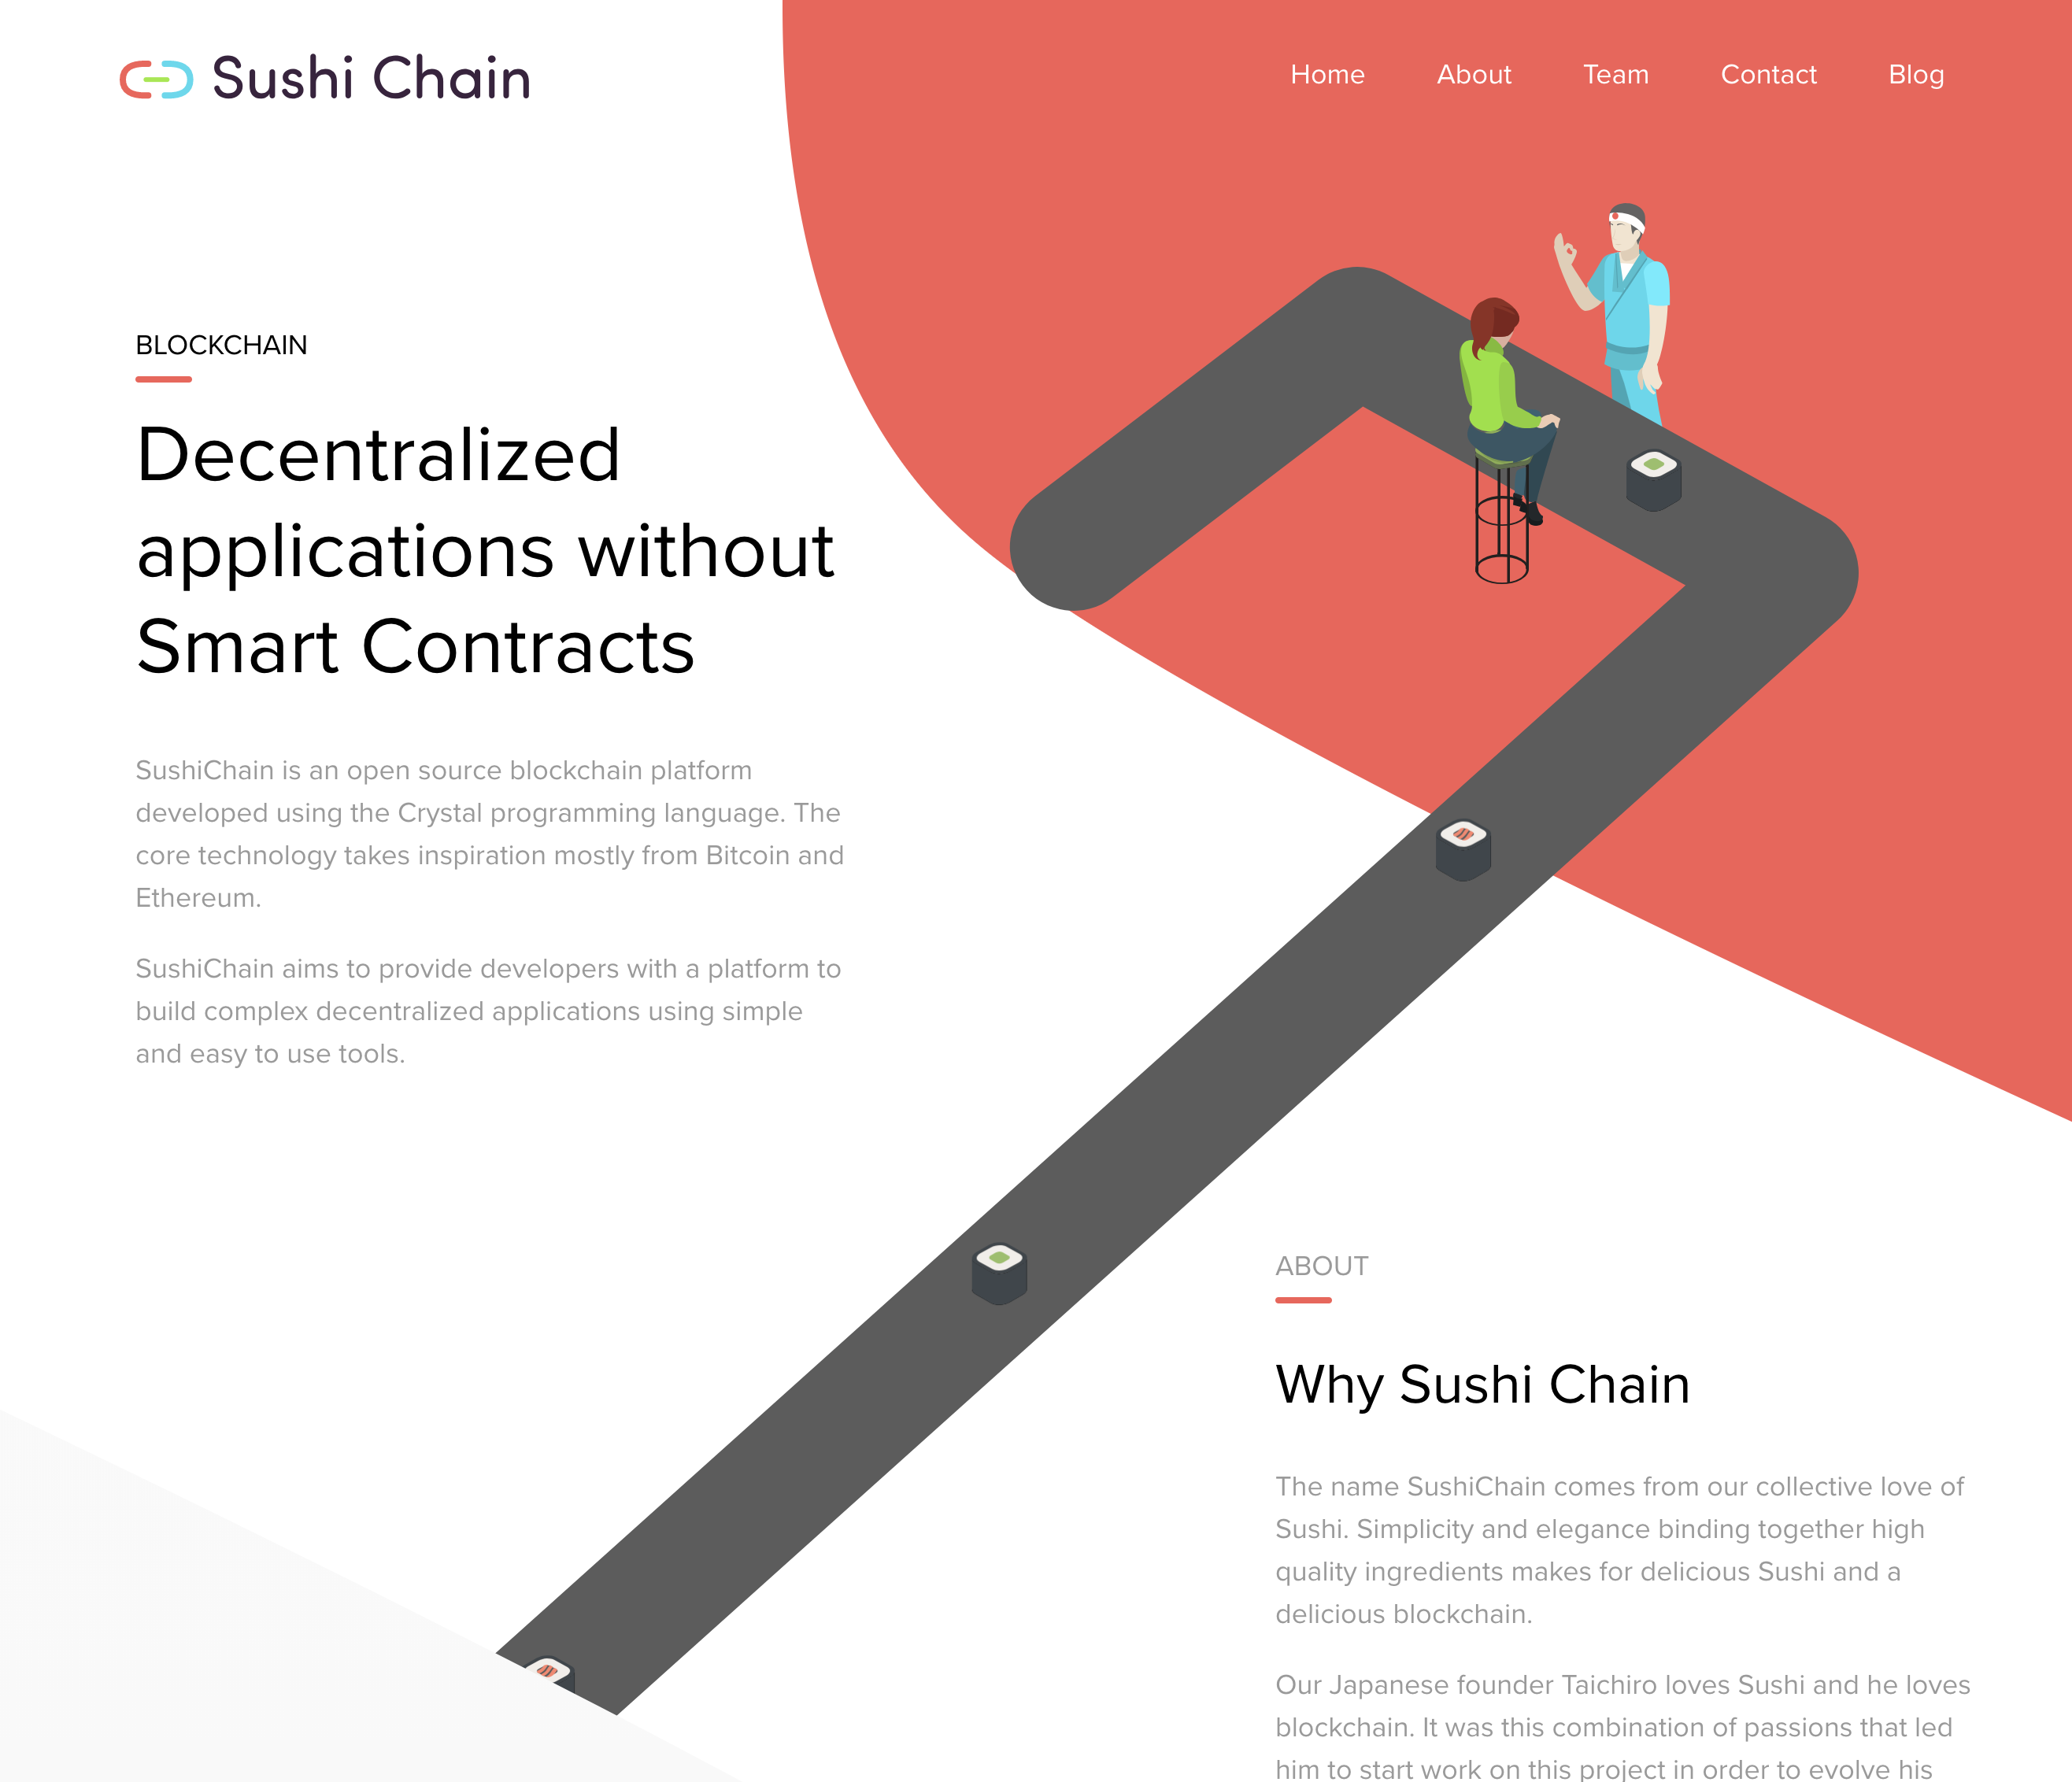 Sushi Chain
Home About Team Contact Blog
BLOCKCHAIN
Decentralized
applications without
Smart Contracts
SushiChain is an open source blockchain platform
developed using the Crystal programming language. The
core technology takes inspiration mostly from Bitcoin and
Ethereum.
SushiChain aims to provide developers with a platform to
build complex decentralized applications using simple
and easy to use tools.
ABOUT
Why Sushi Chain
The name SushiChain comes from our collective love of
Sushi. Simplicity and elegance binding together high
quality ingredients makes for delicious Sushi and a
delicious blockchain.
Our Japanese founder Taichiro loves Sushi and he loves
blockchain. It was this combination of passions that led
him to start work on this project in order to evolve his